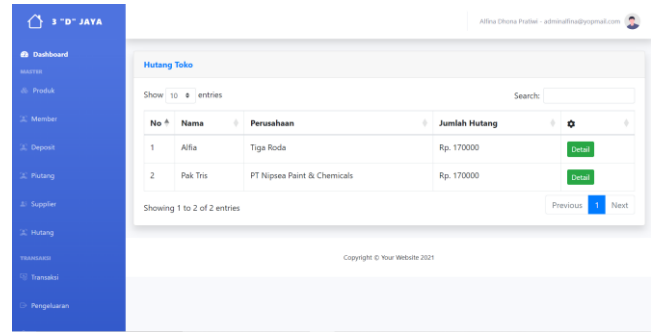 3 "D" JAYA
Alfina Dhona Pratiwi - adminalfina@yopmail.com
Dashboard
MASTER
Produk
Member
Deposit
Piutang
Supplier
Hutang
TRANSAKSI
Transaksi
Pengeluaran
Hutang Toko
Show 10 entries
Search:
No Nama Perusahaan Jumlah Hutang
1 Alfia Tiga Roda Rp. 170000 Detail
2 Pak Tris PT Nipsea Paint & Chemicals Rp. 170000 Detail
Showing 1 to 2 of 2 entries
Previous 1 Next
Copyright © Your Website 2021